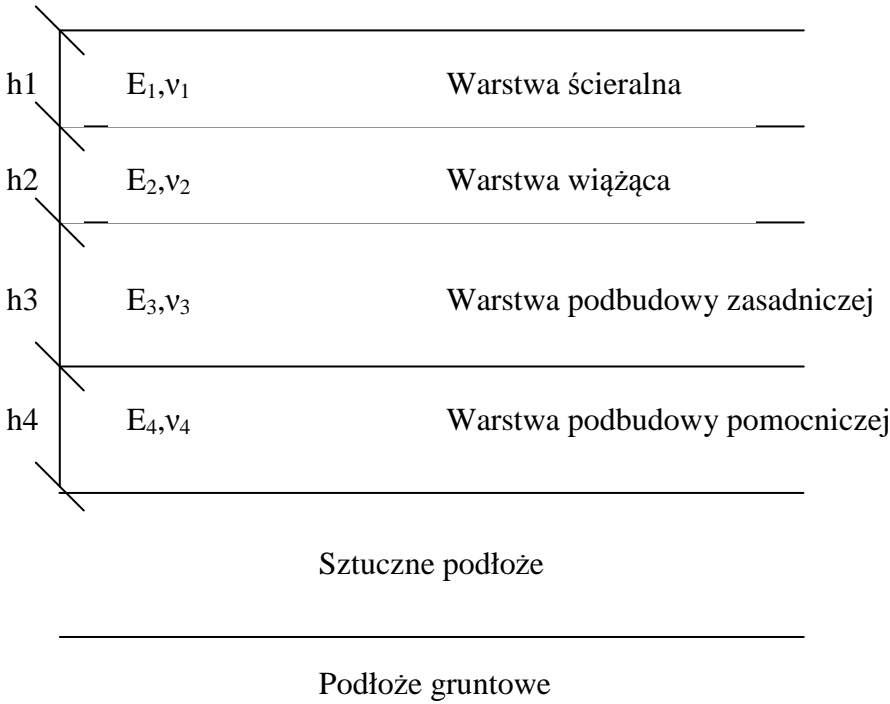 h1 E₁,ν₁ Warstwa ścieralna
h2 E₂,ν₂ Warstwa wiążąca
h3 E₃,ν₃ Warstwa podbudowy zasadniczej
h4 E₄,ν₄ Warstwa podbudowy pomocniczej
Sztuczne podłoże
Podłoże gruntowe